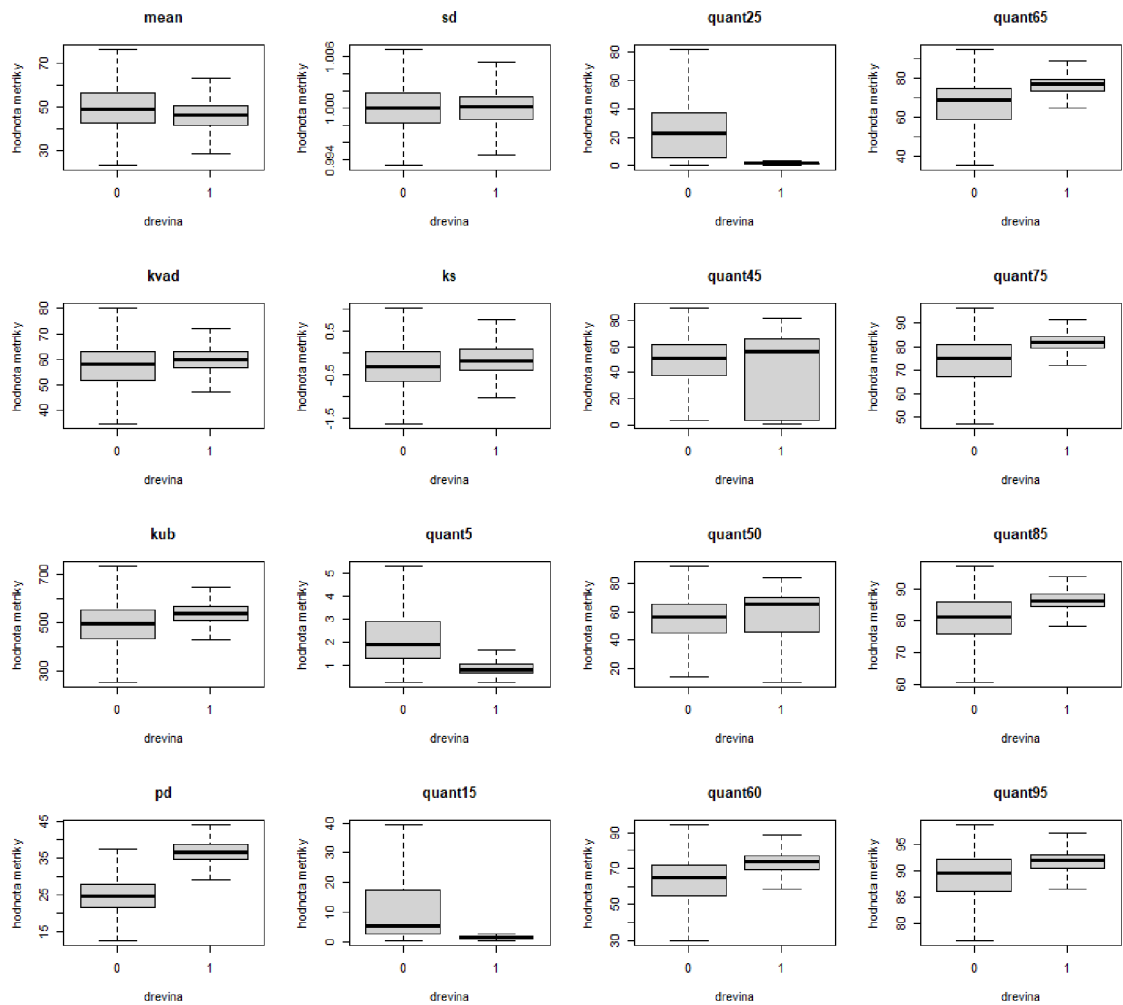 mean
hodnota metriky
30 50 70
0 1
drevina
sd
hodnota metriky
0.994 1.000 1.006
0 1
drevina
quant25
hodnota metriky
0 20 40 60 80
0 1
drevina
quant65
hodnota metriky
40 60 80
0 1
drevina
kvad
hodnota metriky
40 50 60 70 80
0 1
drevina
ks
hodnota metriky
-1.5 -0.5 0.5
0 1
drevina
quant45
hodnota metriky
0 20 40 60 80
0 1
drevina
quant75
hodnota metriky
50 60 70 80 90
0 1
drevina
kub
hodnota metriky
300 500 700
0 1
drevina
quant5
hodnota metriky
1 2 3 4 5
0 1
drevina
quant50
hodnota metriky
20 40 60 80
0 1
drevina
quant85
hodnota metriky
60 70 80 90
0 1
drevina
pd
hodnota metriky
15 25 35 45
0 1
drevina
quant15
hodnota metriky
0 10 20 30 40
0 1
drevina
quant60
hodnota metriky
30 50 70 90
0 1
drevina
quant95
hodnota metriky
80 85 90 95
0 1
drevina